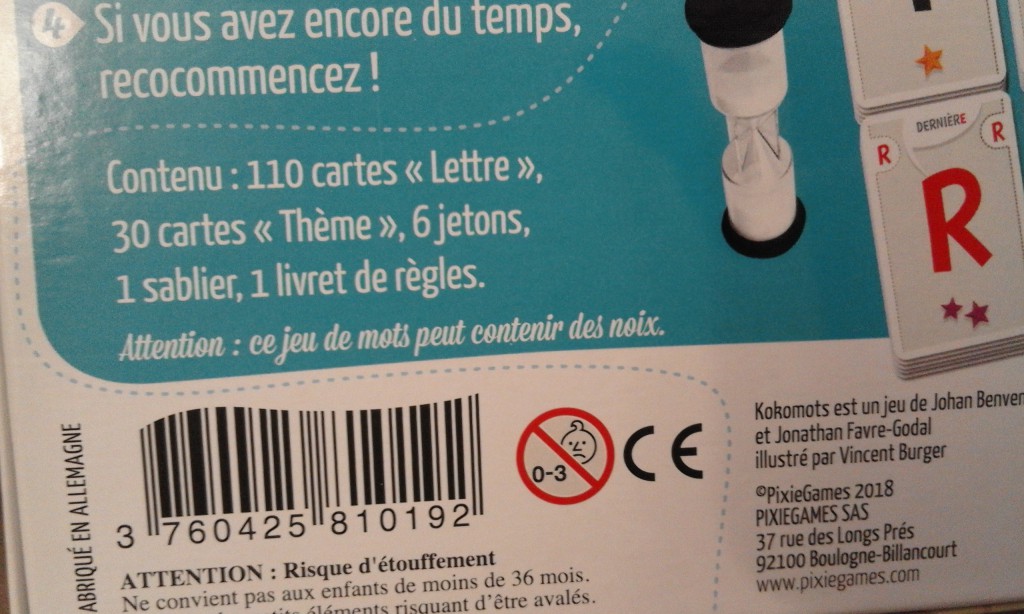 4 Si vous avez encore du temps,
recocommencez !
Contenu : 110 cartes « Lettre »,
30 cartes « Thème », 6 jetons,
1 sablier, 1 livret de règles.
Attention : ce jeu de mots peut contenir des noix.
DERNIÈRE
R
R
R
ABRIQUÉ EN ALLEMAGNE
3 760425 810192
0-3
CE
ATTENTION : Risque d'étouffement
Ne convient pas aux enfants de moins de 36 mois.
éléments risquant d'être avalés.
Kokomots est un jeu de Johan Benven
et Jonathan Favre-Godal
illustré par Vincent Burger
©PixieGames 2018
PIXIEGAMES SAS
37 rue des Longs Prés
92100 Boulogne-Billancourt
www.pixiegames.com